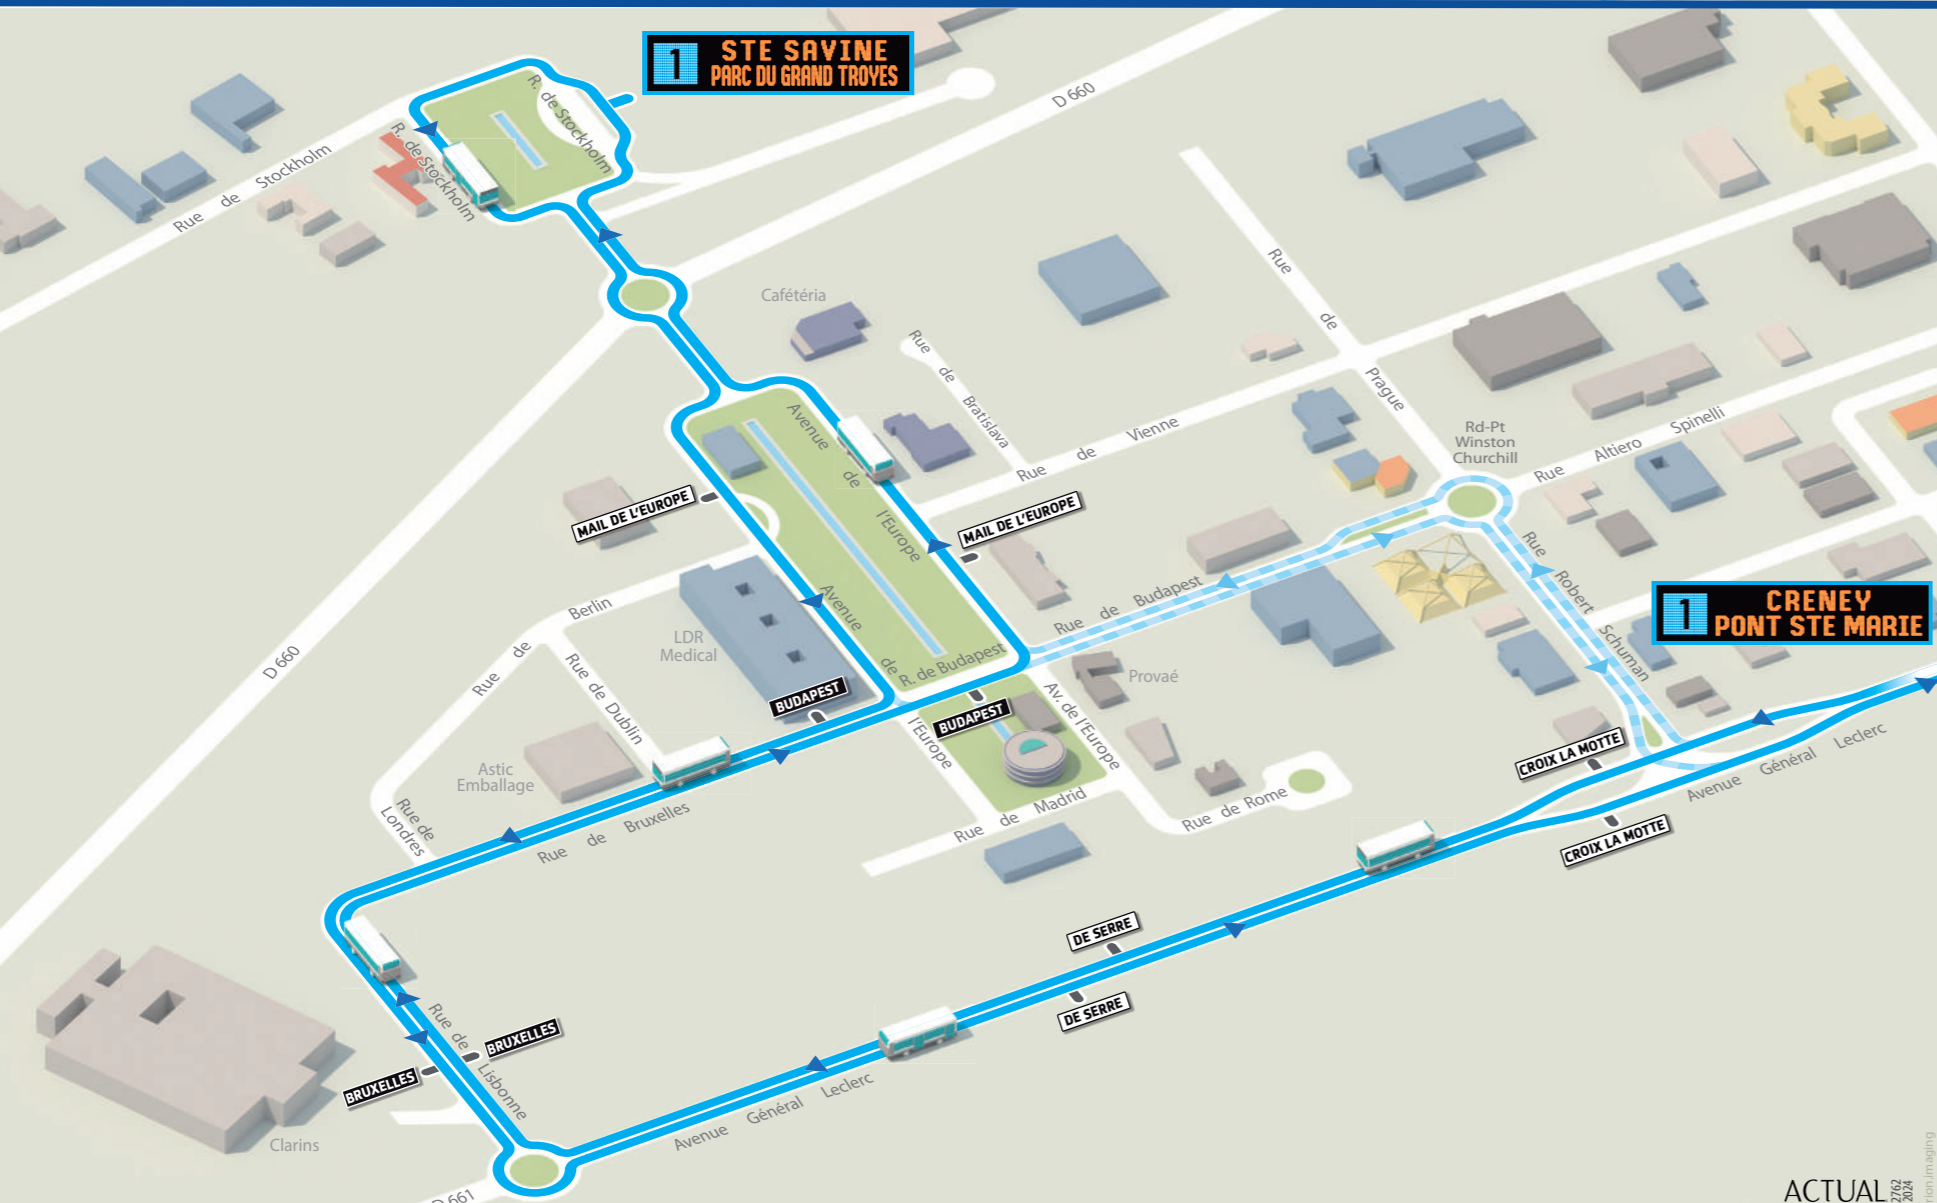 1 STE SAVINE
PARC DU GRAND TROYES
R. de Stockholm
R. de Stockholm
Rue de Stockholm
D 660
Cafétéria
Rue de Bratislava
Rue de Prague
Rue de Vienne
Rd-Pt
Winston
Churchill
Rue Altiero Spinelli
Avenue de l'Europe
MAIL DE L'EUROPE
MAIL DE L'EUROPE
Avenue de l'Europe
Rue de Budapest
Rue Robert Schuman
1 CRENEY
PONT STE MARIE
Rue de Berlin
LDR
Medical
R. de Budapest
D 660
Rue de Dublin
BUDAPEST
BUDAPEST
Av. de l'Europe
Provaé
Astic
Emballage
Rue de
Londres
Rue de Bruxelles
Rue de Madrid
Rue de Rome
CROIX LA MOTTE
CROIX LA MOTTE
Avenue Général Leclerc
DE SERRE
DE SERRE
BRUXELLES
BRUXELLES
Rue de Lisbonne
Avenue Général Leclerc
Clarins
D 661
ACTUAL
2762
2024